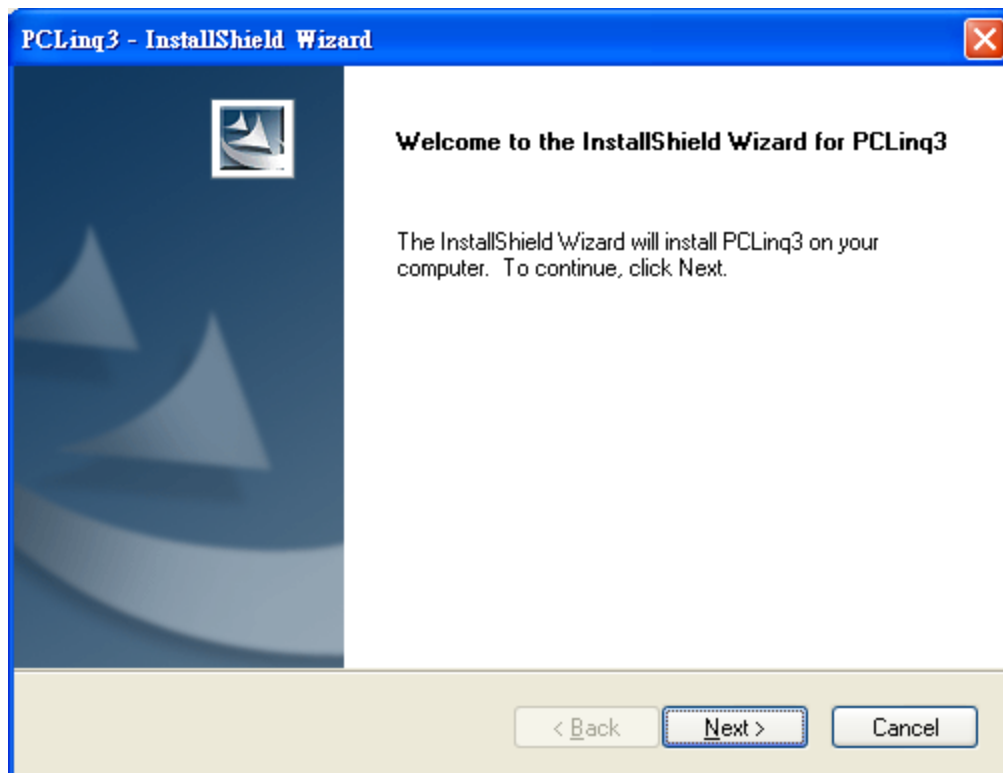 PCLinq3 - InstallShield Wizard
Welcome to the InstallShield Wizard for PCLinq3
The InstallShield Wizard will install PCLinq3 on your
computer. To continue, click Next.
< Back
Next >
Cancel